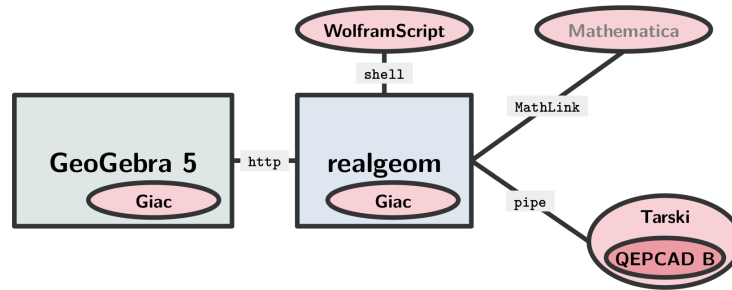 WolframScript
Mathematica
shell
MathLink
GeoGebra 5
http
realgeom
Giac
Giac
pipe
Tarski
QEPCAD B